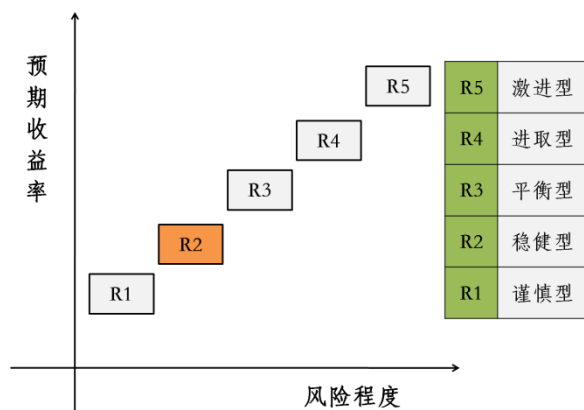 预期收益率
R5
R4
R3
R2
R1
风险程度
R5 激进型
R4 进取型
R3 平衡型
R2 稳健型
R1 谨慎型